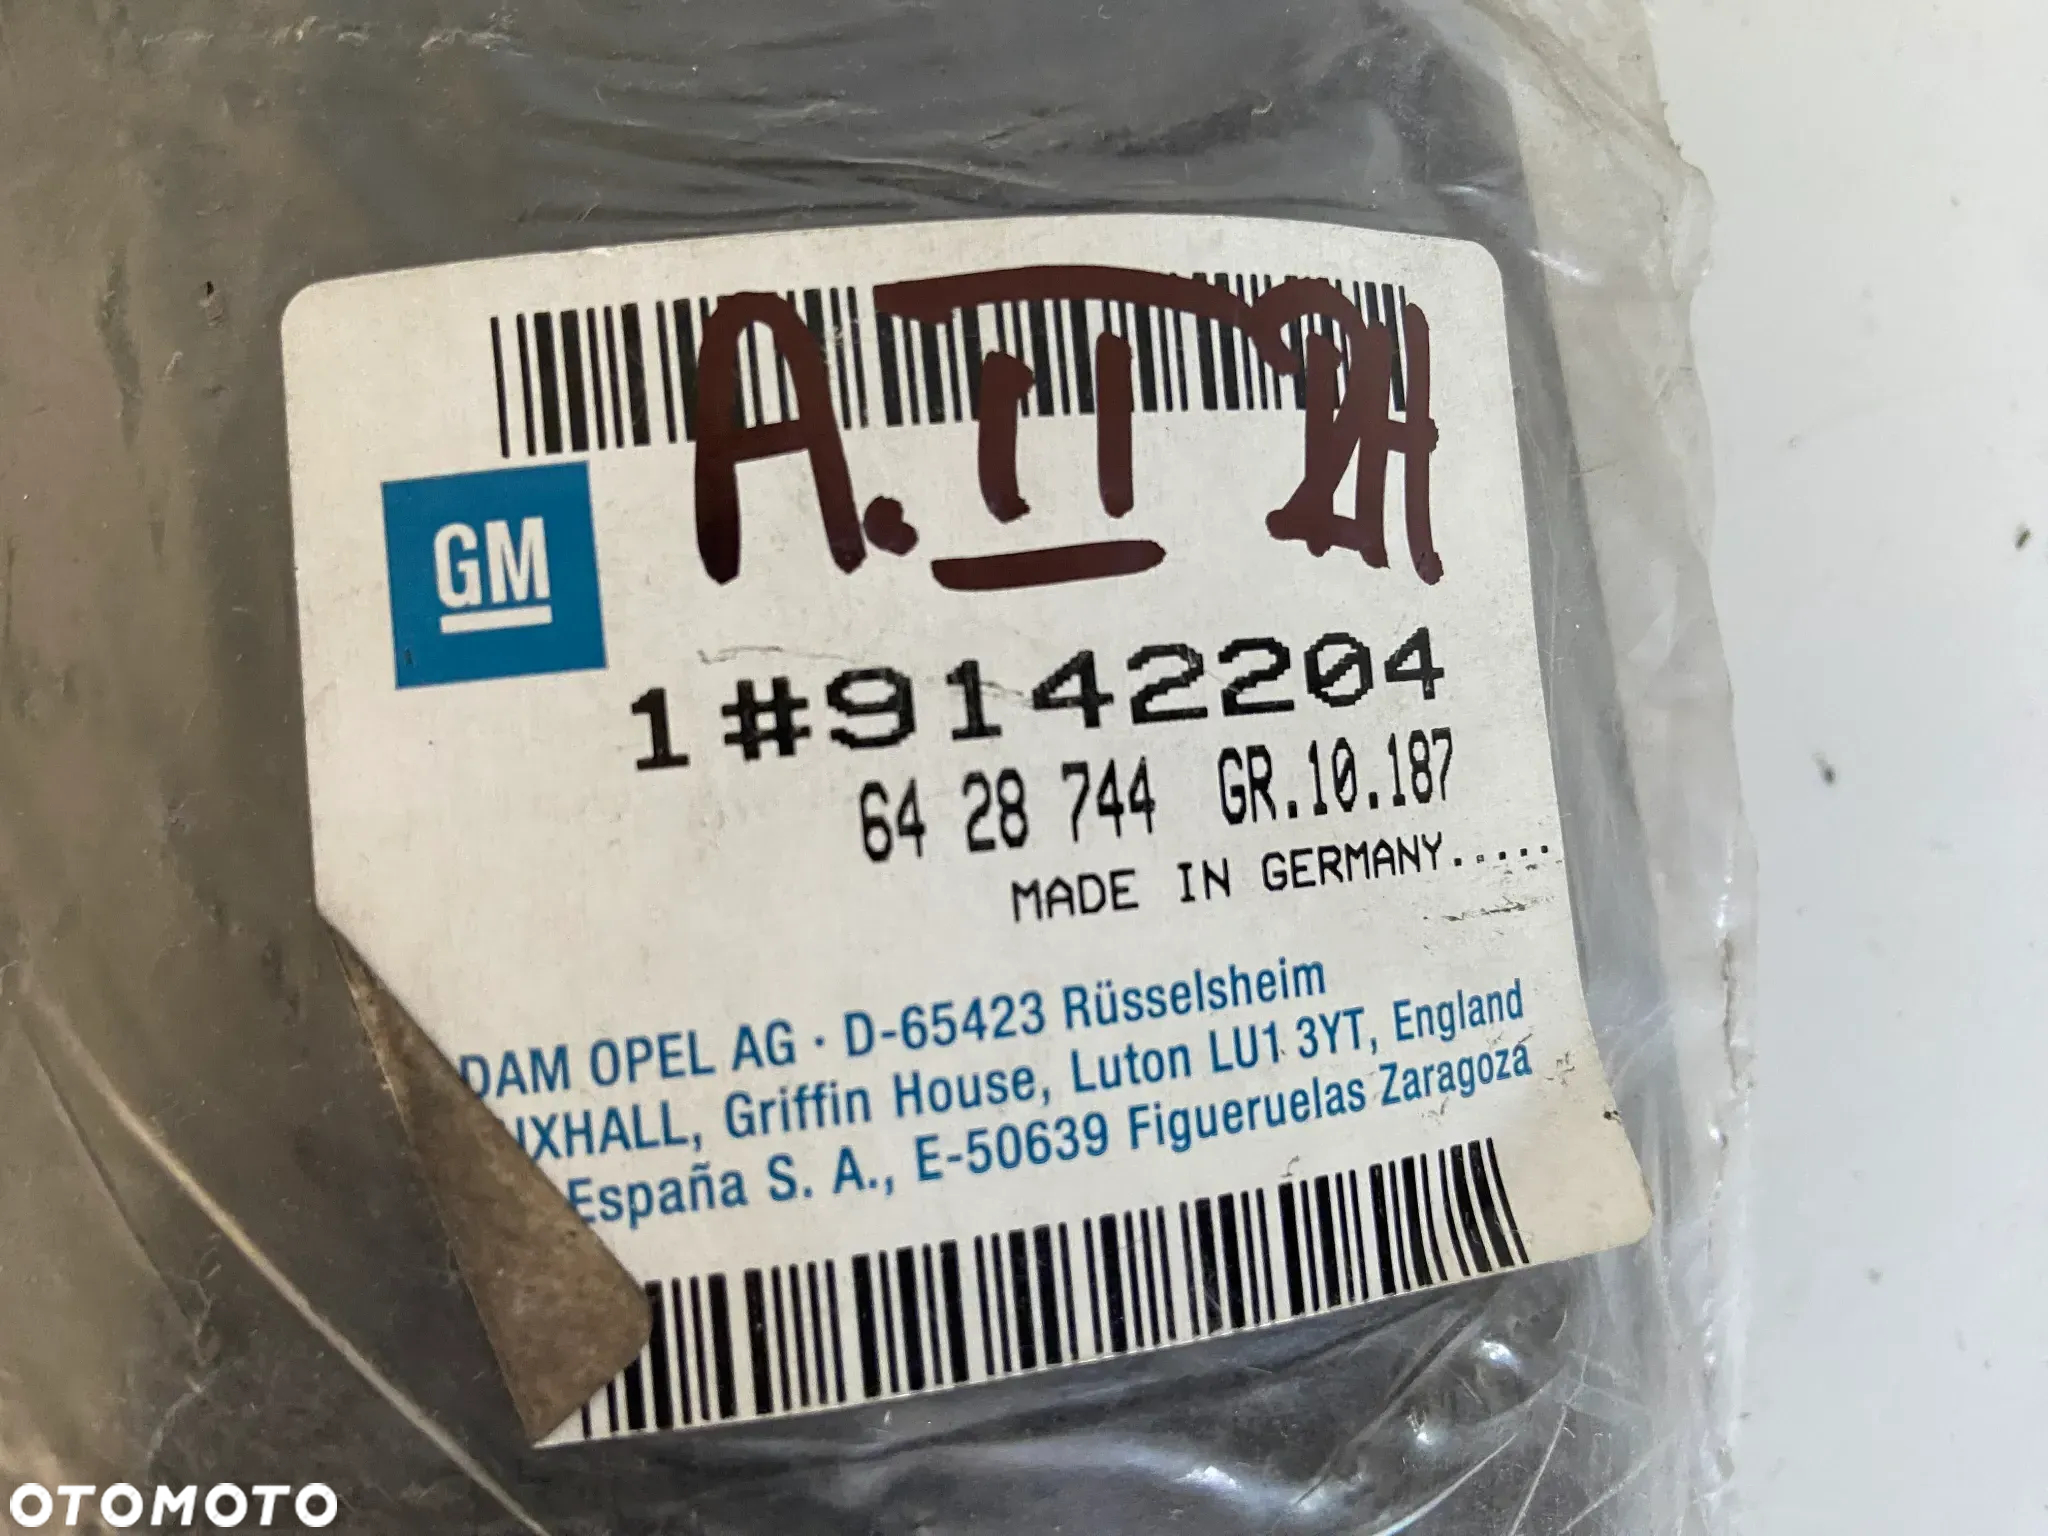 A. II
GM
1#9142204
64 28 744 GR.10.187
MADE IN GERMANY.....
DAM OPEL AG · D-65423 Rüsselsheim
UXHALL, Griffin House, Luton LU1 3YT, England
España S. A., E-50639 Figueruelas Zaragoza
OTOMOTO